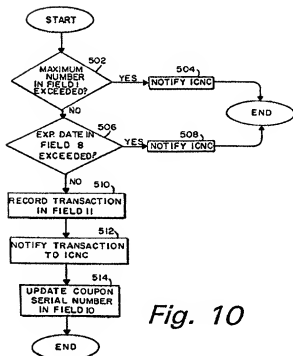 START
502
MAXIMUM
NUMBER
IN FIELD 1
EXCEEDED?
YES
504
NOTIFY ICNC
NO
END
506
EXP. DATE IN
FIELD 8
EXCEEDED?
YES
508
NOTIFY ICNC
NO
510
RECORD TRANSACTION
IN FIELD 11
512
NOTIFY TRANSACTION
TO ICNC
514
UPDATE COUPON
SERIAL NUMBER
IN FIELD 10
END
Fig. 10